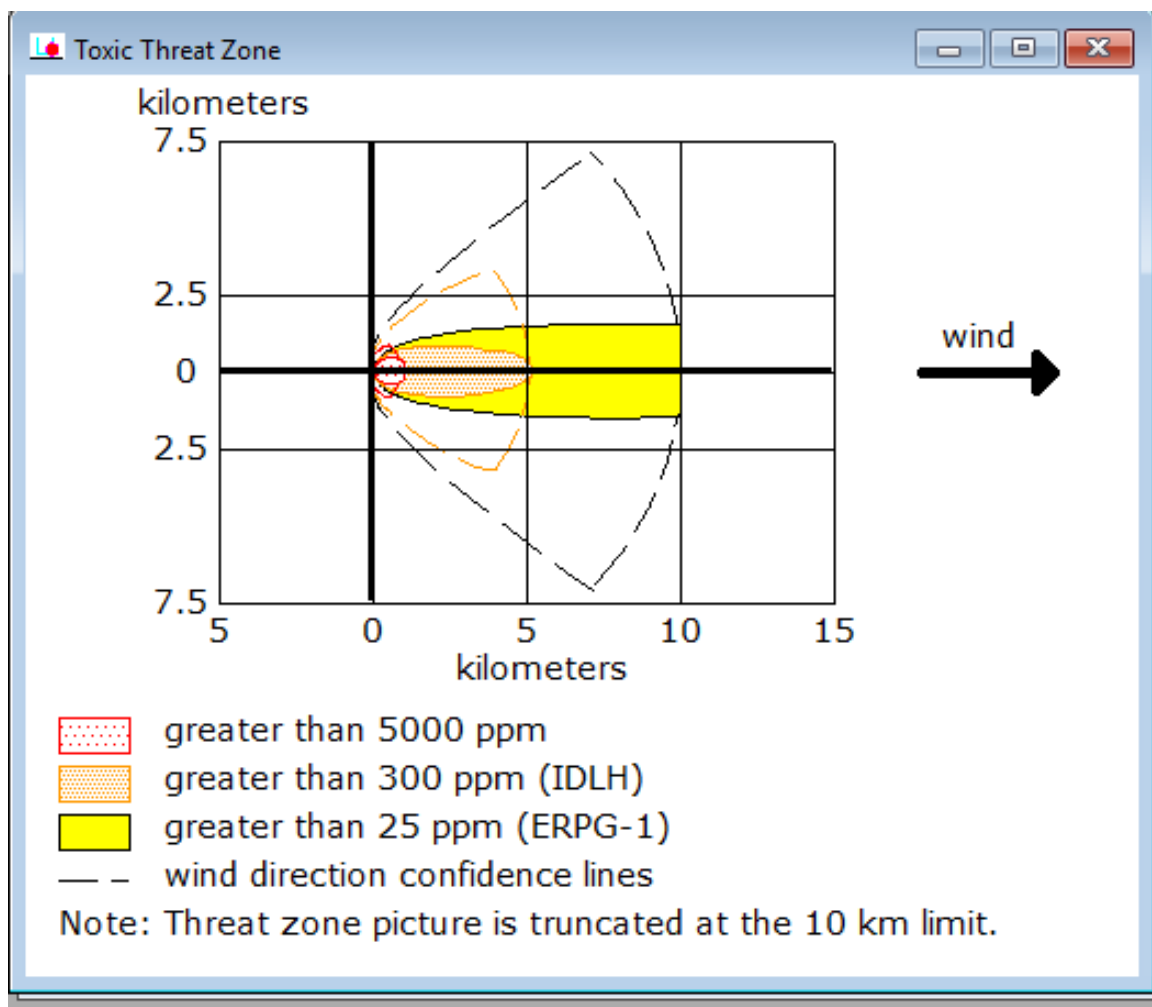 Toxic Threat Zone
kilometers
7.5
2.5
0
2.5
7.5
5 0 5 10 15
kilometers
wind
greater than 5000 ppm
greater than 300 ppm (IDLH)
greater than 25 ppm (ERPG-1)
wind direction confidence lines
Note: Threat zone picture is truncated at the 10 km limit.